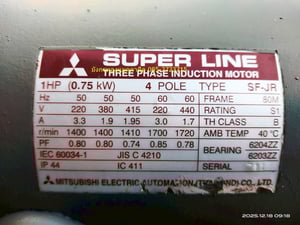 SUPER LINE
THREE PHASE INDUCTION MOTOR
1HP (0.75 kW) 4 POLE TYPE SF-JR
Hz 50 50 50 60 60 FRAME 80M
V 220 380 415 220 440 RATING S1
A 3.3 1.9 1.95 3.0 1.7 TH CLASS B
r/min 1400 1400 1410 1700 1720 AMB TEMP 40 °C
PF 0.80 0.80 0.74 0.85 0.78 BEARING 6204ZZ
IEC 60034-1 JIS C 4210 6203ZZ
IP 44 IC 411 SERIAL
MITSUBISHI ELECTRIC AUTOMATION (THAILAND) CO., LTD.
2025.12.18 09:18